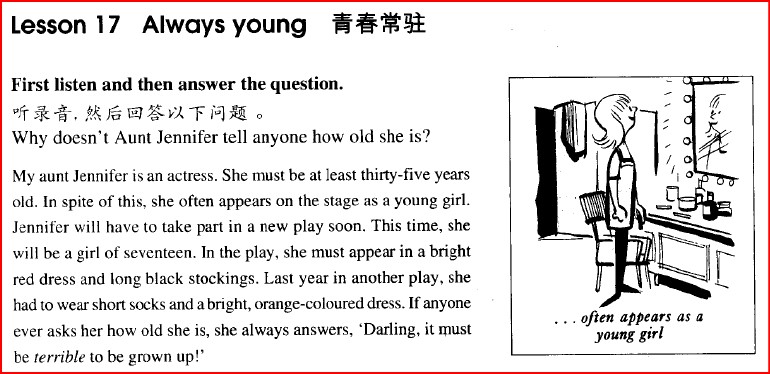 Lesson 17 Always young 青春常驻
First listen and then answer the question.
听录音，然后回答以下问题。
Why doesn't Aunt Jennifer tell anyone how old she is?
My aunt Jennifer is an actress. She must be at least thirty-five years
old. In spite of this, she often appears on the stage as a young girl.
Jennifer will have to take part in a new play soon. This time, she
will be a girl of seventeen. In the play, she must appear in a bright
red dress and long black stockings. Last year in another play, she
had to wear short socks and a bright, orange-coloured dress. If anyone
ever asks her how old she is, she always answers, 'Darling, it must
be terrible to be grown up!'
...often appears as a
young girl